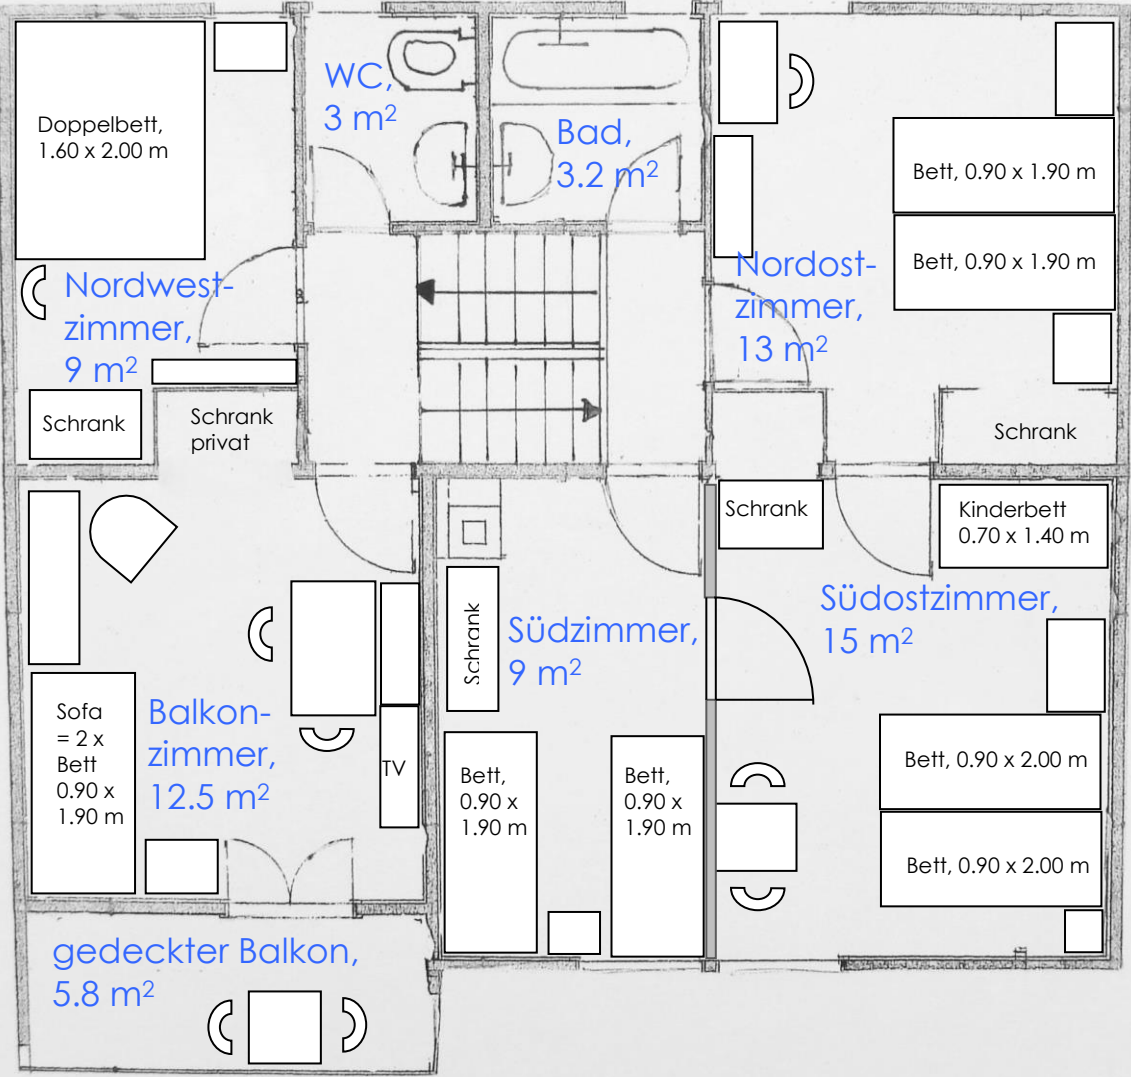 Doppelbett,
1.60 x 2.00 m
Nordwest-
zimmer,
9 m²
Schrank
Schrank
privat
WC,
3 m²
Bad,
3.2 m²
Bett, 0.90 x 1.90 m
Bett, 0.90 x 1.90 m
Nordost-
zimmer,
13 m²
Schrank
Schrank
Kinderbett
0.70 x 1.40 m
Südostzimmer,
15 m²
Bett, 0.90 x 2.00 m
Bett, 0.90 x 2.00 m
Schrank
Südzimmer,
9 m²
Bett,
0.90 x
1.90 m
Bett,
0.90 x
1.90 m
Sofa
= 2 x
Bett
0.90 x
1.90 m
Balkon-
zimmer,
12.5 m²
TV
gedeckter Balkon,
5.8 m²